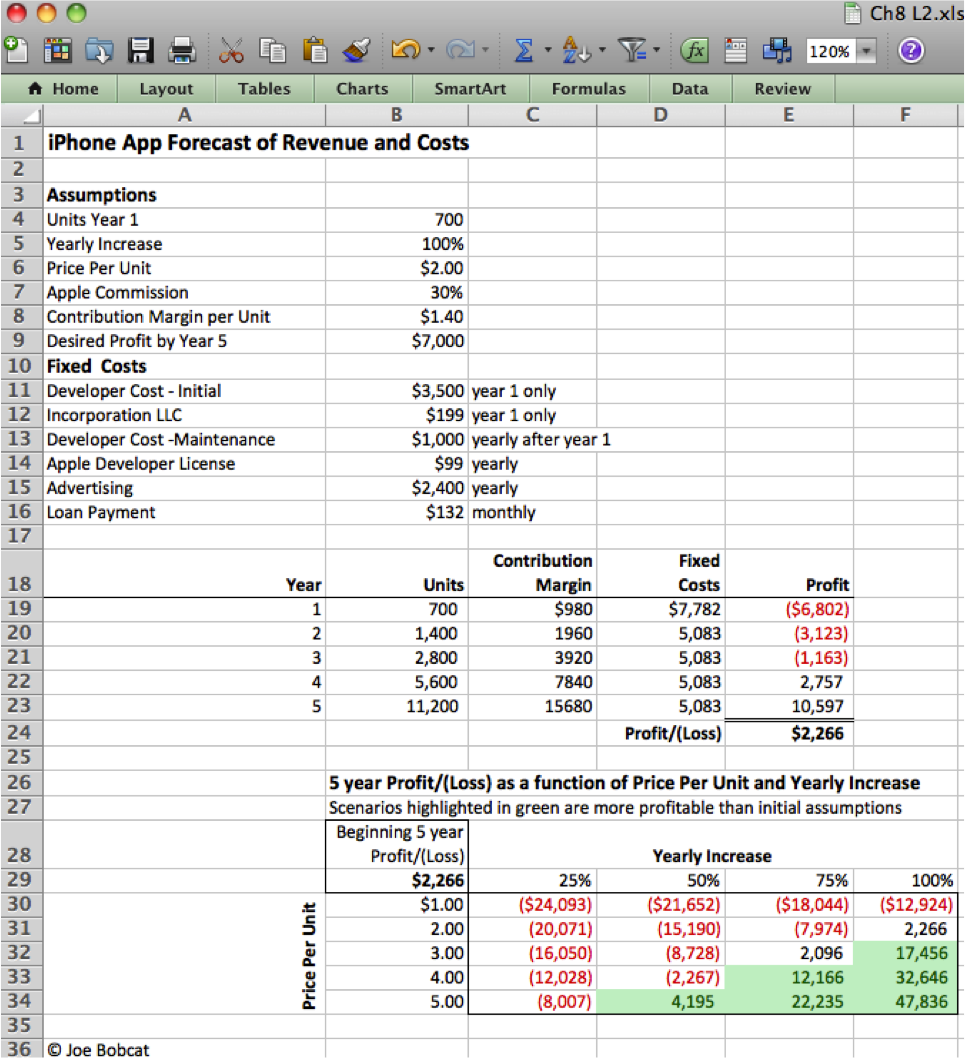 Ch8 L2.xls
fx 120% ?
Home Layout Tables Charts SmartArt Formulas Data Review
A B C D E F
1 iPhone App Forecast of Revenue and Costs
2
3 Assumptions
4 Units Year 1 700
5 Yearly Increase 100%
6 Price Per Unit $2.00
7 Apple Commission 30%
8 Contribution Margin per Unit $1.40
9 Desired Profit by Year 5 $7,000
10 Fixed Costs
11 Developer Cost - Initial $3,500 year 1 only
12 Incorporation LLC $199 year 1 only
13 Developer Cost -Maintenance $1,000 yearly after year 1
14 Apple Developer License $99 yearly
15 Advertising $2,400 yearly
16 Loan Payment $132 monthly
17
Contribution Fixed
18 Year Units Margin Costs Profit
19 1 700 $980 $7,782 ($6,802)
20 2 1,400 1960 5,083 (3,123)
21 3 2,800 3920 5,083 (1,163)
22 4 5,600 7840 5,083 2,757
23 5 11,200 15680 5,083 10,597
24 Profit/(Loss) $2,266
25
26 5 year Profit/(Loss) as a function of Price Per Unit and Yearly Increase
27 Scenarios highlighted in green are more profitable than initial assumptions
Beginning 5 year
28 Profit/(Loss) Yearly Increase
29 $2,266 25% 50% 75% 100%
30 $1.00 ($24,093) ($21,652) ($18,044) ($12,924)
31 2.00 (20,071) (15,190) (7,974) 2,266
32 3.00 (16,050) (8,728) 2,096 17,456
33 4.00 (12,028) (2,267) 12,166 32,646
34 5.00 (8,007) 4,195 22,235 47,836
Price Per Unit
35
36 © Joe Bobcat